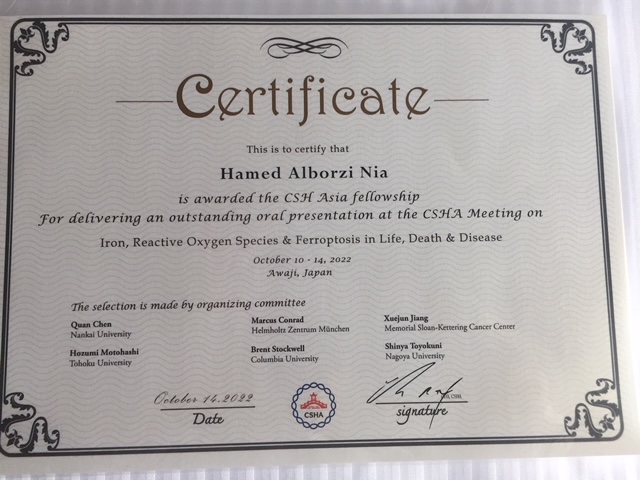 Certificate
This is to certify that
Hamed Alborzi Nia
is awarded the CSH Asia fellowship
For delivering an outstanding oral presentation at the CSHA Meeting on
Iron, Reactive Oxygen Species & Ferroptosis in Life, Death & Disease
October 10 - 14, 2022
Awaji, Japan
The selection is made by organizing committee
Quan Chen
Nankai University
Marcus Conrad
Helmholtz Zentrum München
Xuejun Jiang
Memorial Sloan-Kettering Cancer Center
Hozumi Motohashi
Tohoku University
Brent Stockwell
Columbia University
Shinya Toyokuni
Nagoya University
October 14.2022
Date
CSHA
CSHA
signature